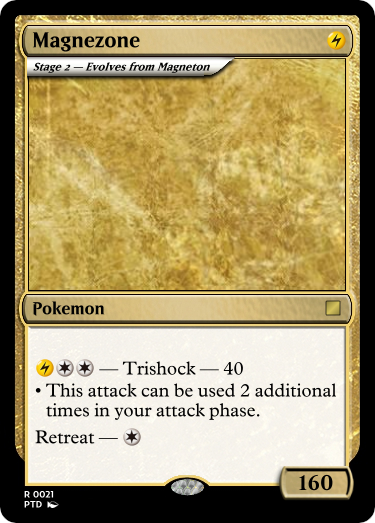 Magnezone
Stage 2 — Evolves from Magneton
Pokemon
— Trishock — 40
• This attack can be used 2 additional
times in your attack phase.
Retreat —
160
R 0021
PTD